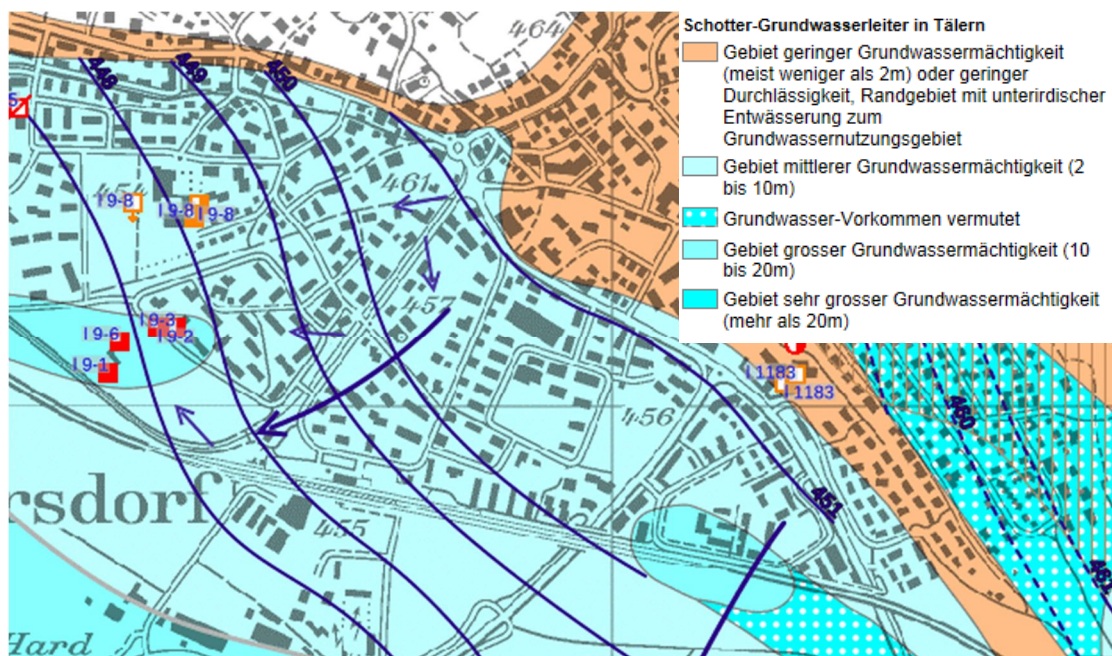 Schotter-Grundwasserleiter in Tälern
Gebiet geringer Grundwassermächtigkeit
(meist weniger als 2m) oder geringer
Durchlässigkeit, Randgebiet mit unterirdischer
Entwässerung zum
Grundwassernutzungsgebiet
Gebiet mittlerer Grundwassermächtigkeit (2
bis 10m)
Grundwasser-Vorkommen vermutet
Gebiet grosser Grundwassermächtigkeit (10
bis 20m)
Gebiet sehr grosser Grundwassermächtigkeit
(mehr als 20m)
464
448
449
450
461
454
I 9-8
I 9-8
I 9-8
457
I 9-3
I 9-2
I 9-6
I 9-1
I 1183
I 1183
456
460
451
rsdorf
455
461
Hard